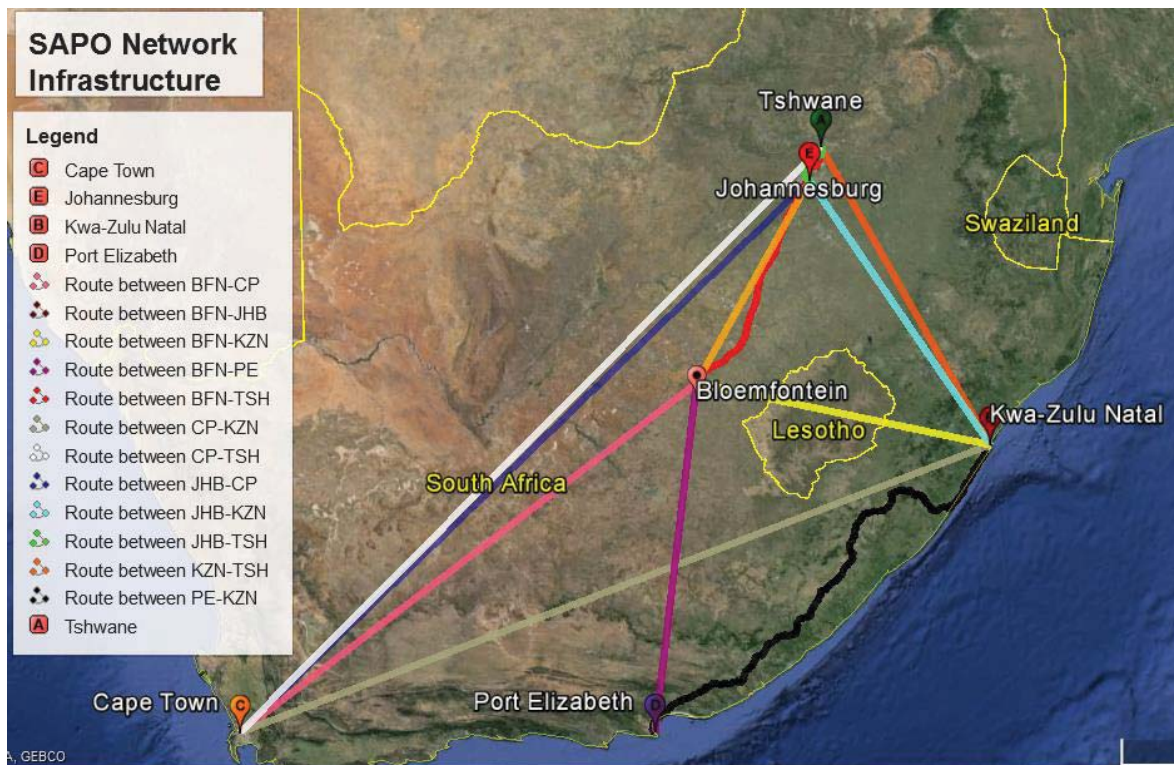 SAPO Network
Infrastructure
Legend
C Cape Town
E Johannesburg
B Kwa-Zulu Natal
D Port Elizabeth
Route between BFN-CP
Route between BFN-JHB
Route between BFN-KZN
Route between BFN-PE
Route between BFN-TSH
Route between CP-KZN
Route between CP-TSH
Route between JHB-CP
Route between JHB-KZN
Route between JHB-TSH
Route between KZN-TSH
Route between PE-KZN
A Tshwane
Tshwane
A
E
Johannesburg
Swaziland
Bloemfontein
Kwa-Zulu Natal
Lesotho
South Africa
Cape Town
C
Port Elizabeth
D
A, GEBCO